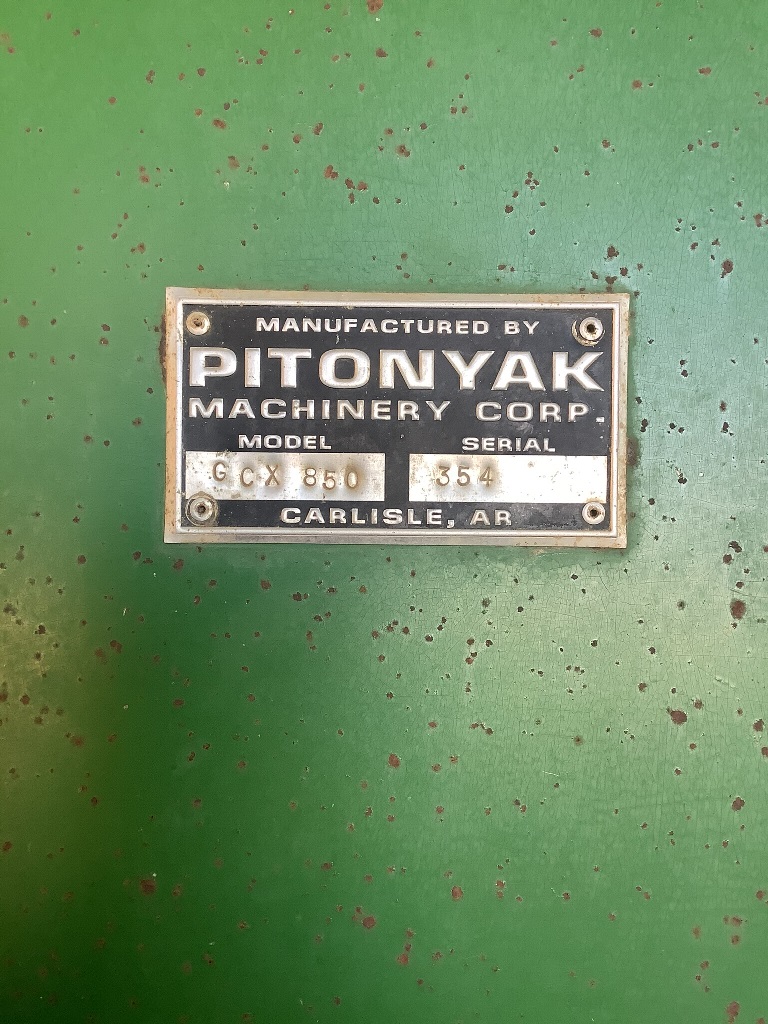 MANUFACTURED BY
PITONYAK
MACHINERY CORP.
MODEL SERIAL
GCX 850 354
CARLISLE, AR